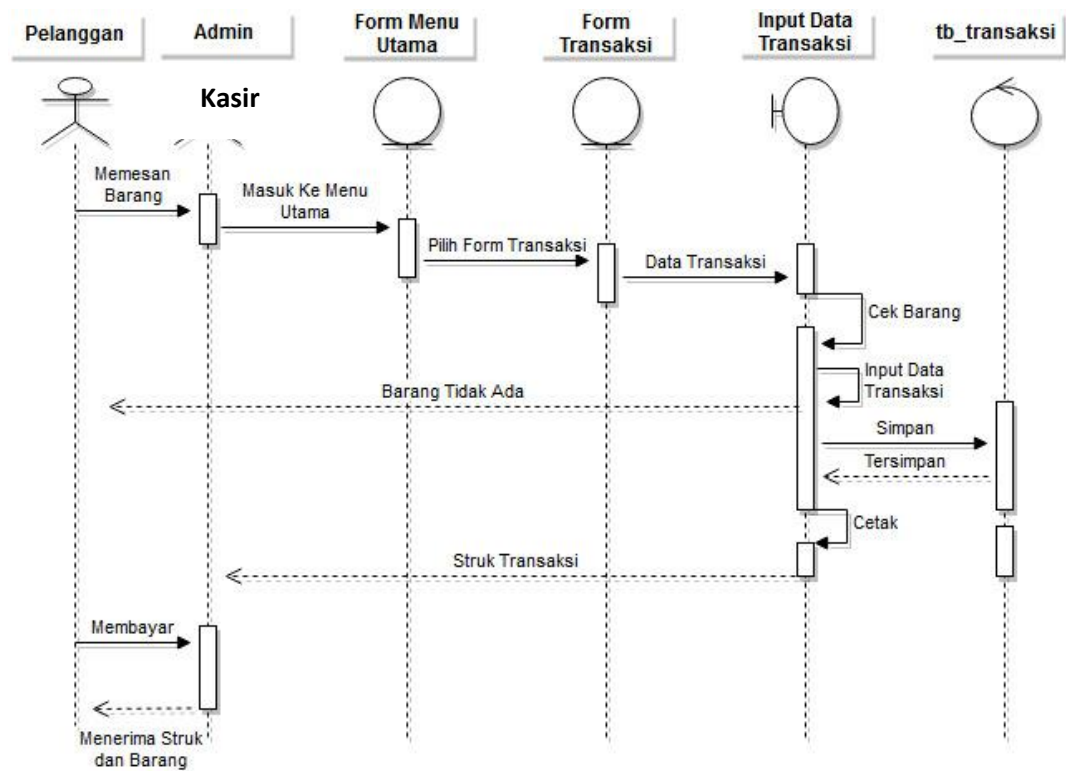 Pelanggan
Admin
Form Menu
Utama
Form
Transaksi
Input Data
Transaksi
tb_transaksi
Kasir
Memesan
Barang
Masuk Ke Menu
Utama
Pilih Form Transaksi
Data Transaksi
Cek Barang
Input Data
Transaksi
Barang Tidak Ada
Simpan
Tersimpan
Cetak
Struk Transaksi
Membayar
Menerima Struk
dan Barang